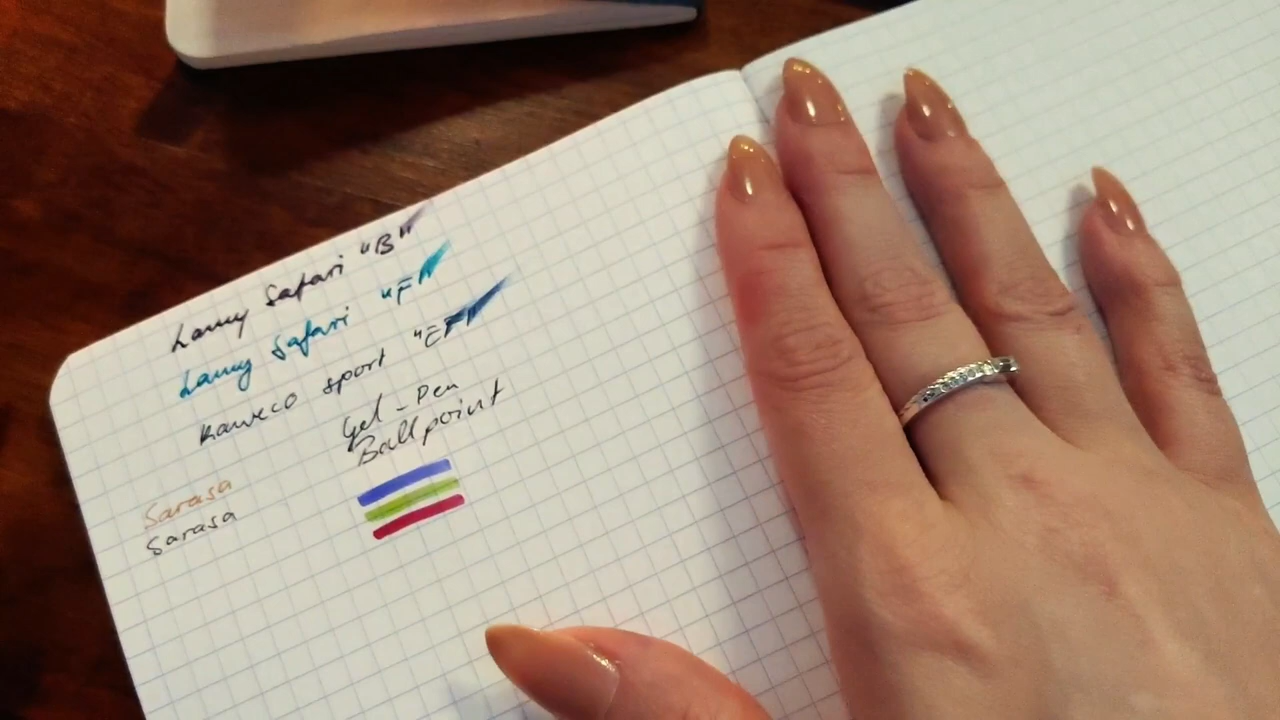 Lamy Safari "B"
Lamy Safari "F"
Kaweco sport "EF"
Gel-Pen
Ballpoint
Sarasa
Sarasa